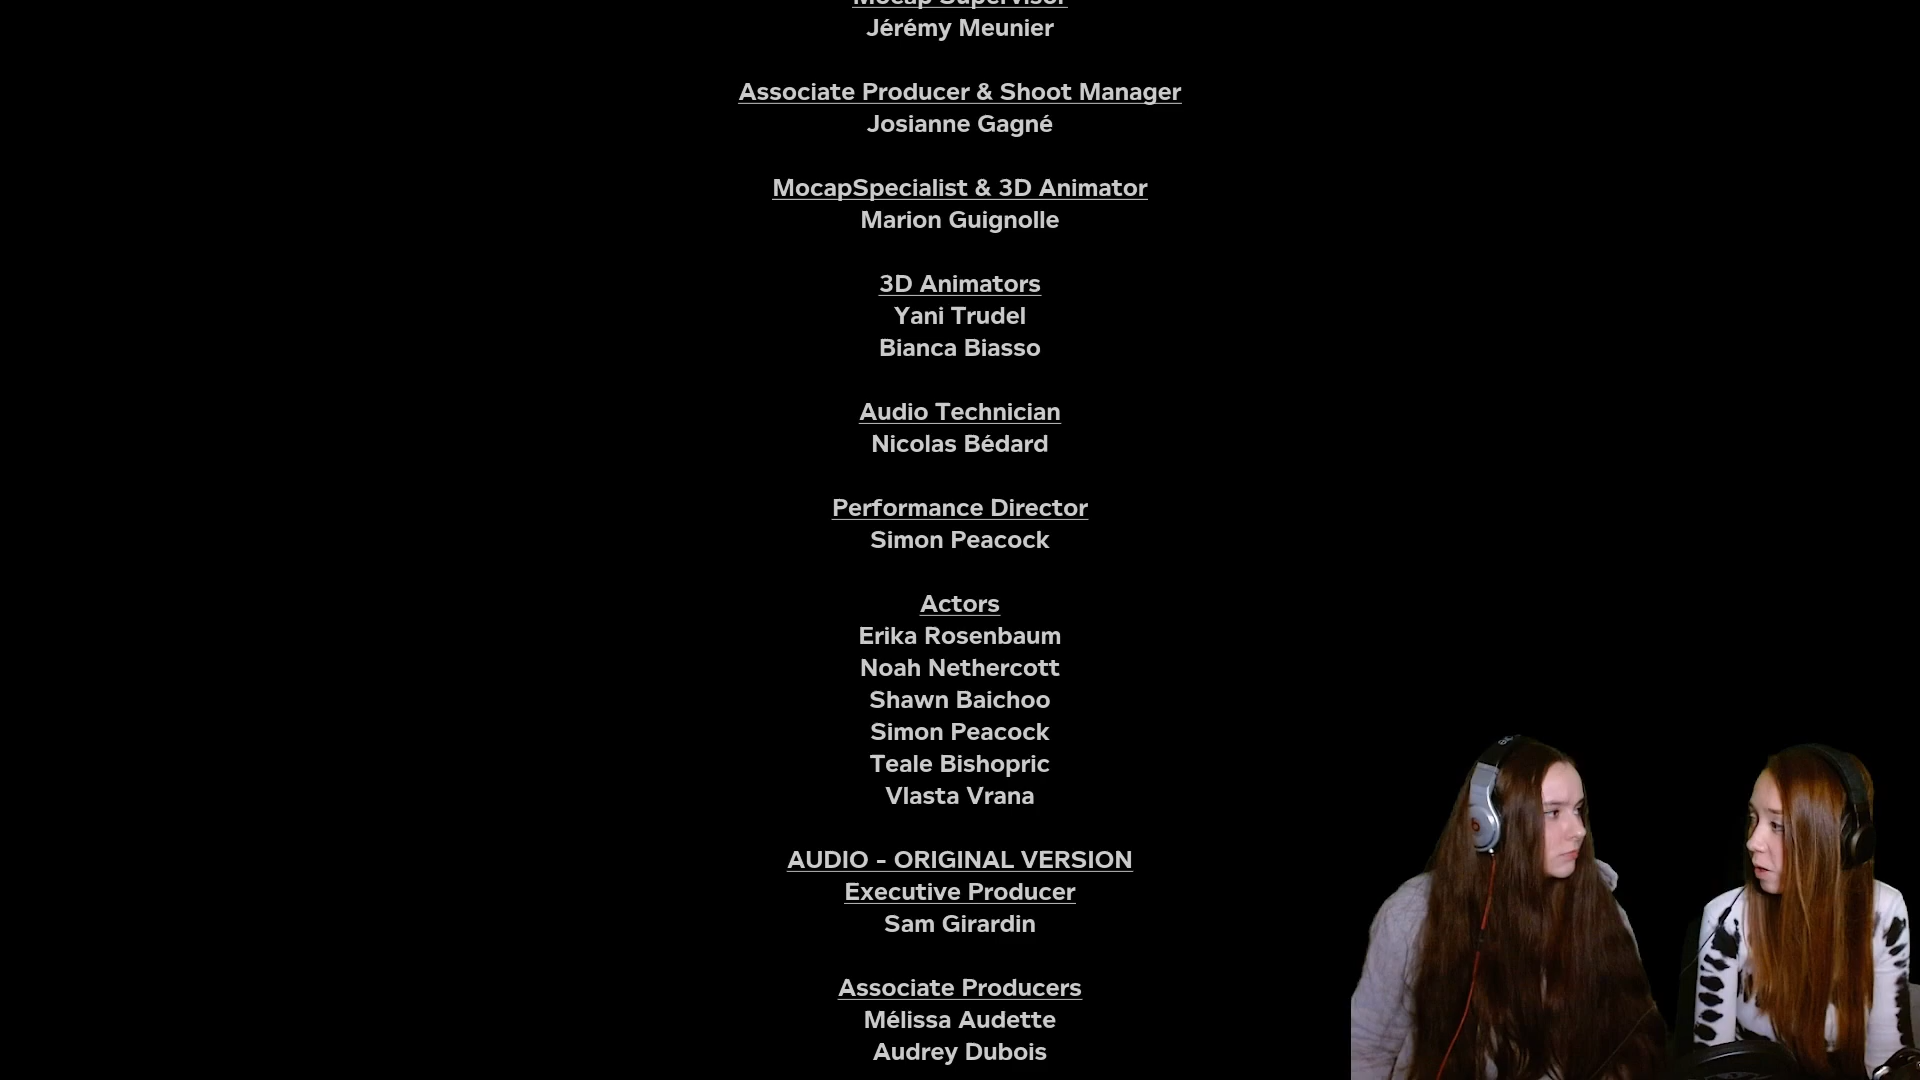 Mocap Supervisor
Jérémy Meunier
Associate Producer & Shoot Manager
Josianne Gagné
MocapSpecialist & 3D Animator
Marion Guignolle
3D Animators
Yani Trudel
Bianca Biasso
Audio Technician
Nicolas Bédard
Performance Director
Simon Peacock
Actors
Erika Rosenbaum
Noah Nethercott
Shawn Baichoo
Simon Peacock
Teale Bishopric
Vlasta Vrana
AUDIO - ORIGINAL VERSION
Executive Producer
Sam Girardin
Associate Producers
Mélissa Audette
Audrey Dubois